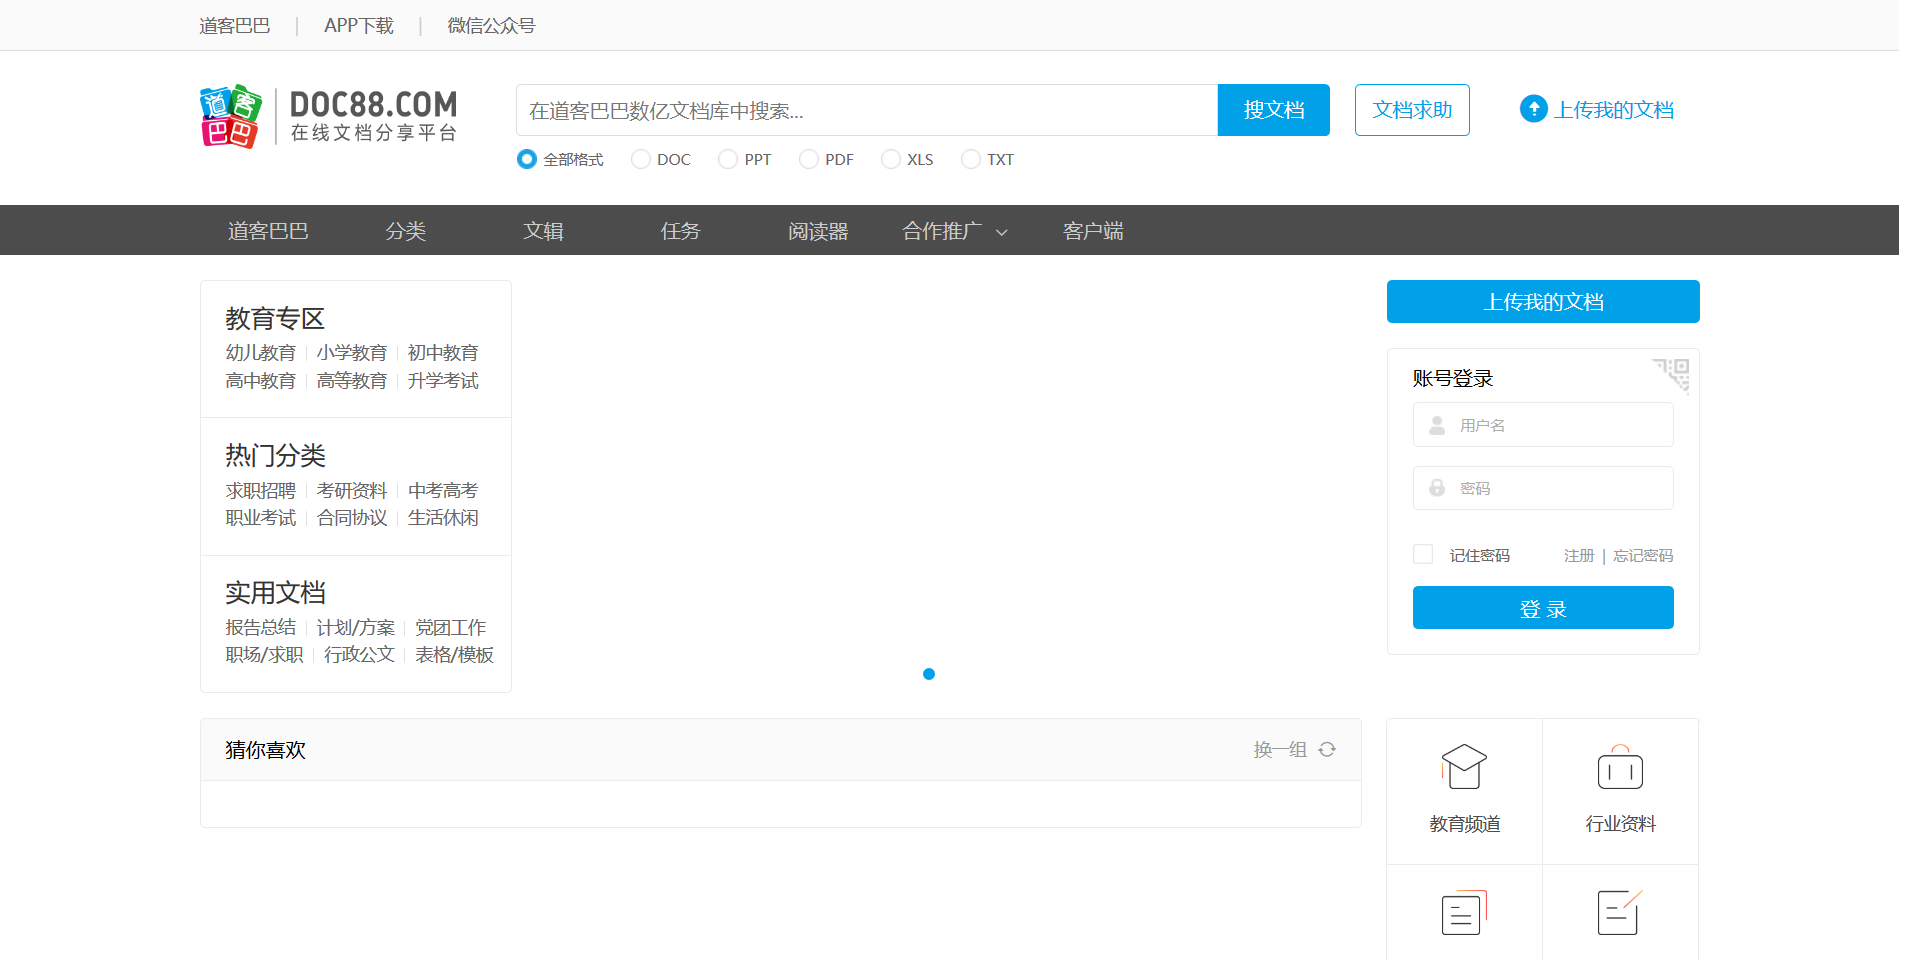 道客巴巴 | APP下载 | 微信公众号
道客巴巴
DOC88.COM
在线文档分享平台
在道客巴巴数亿文档库中搜索...
搜文档
文档求助
上传我的文档
全部格式 DOC PPT PDF XLS TXT
道客巴巴 分类 文辑 任务 阅读器 合作推广 客户端
教育专区
幼儿教育 小学教育 初中教育
高中教育 高等教育 升学考试
热门分类
求职招聘 考研资料 中考高考
职业考试 合同协议 生活休闲
实用文档
报告总结 计划/方案 党团工作
职场/求职 行政公文 表格/模板
上传我的文档
账号登录
用户名
密码
记住密码 注册 | 忘记密码
登 录
猜你喜欢 换一组
教育频道 行业资料